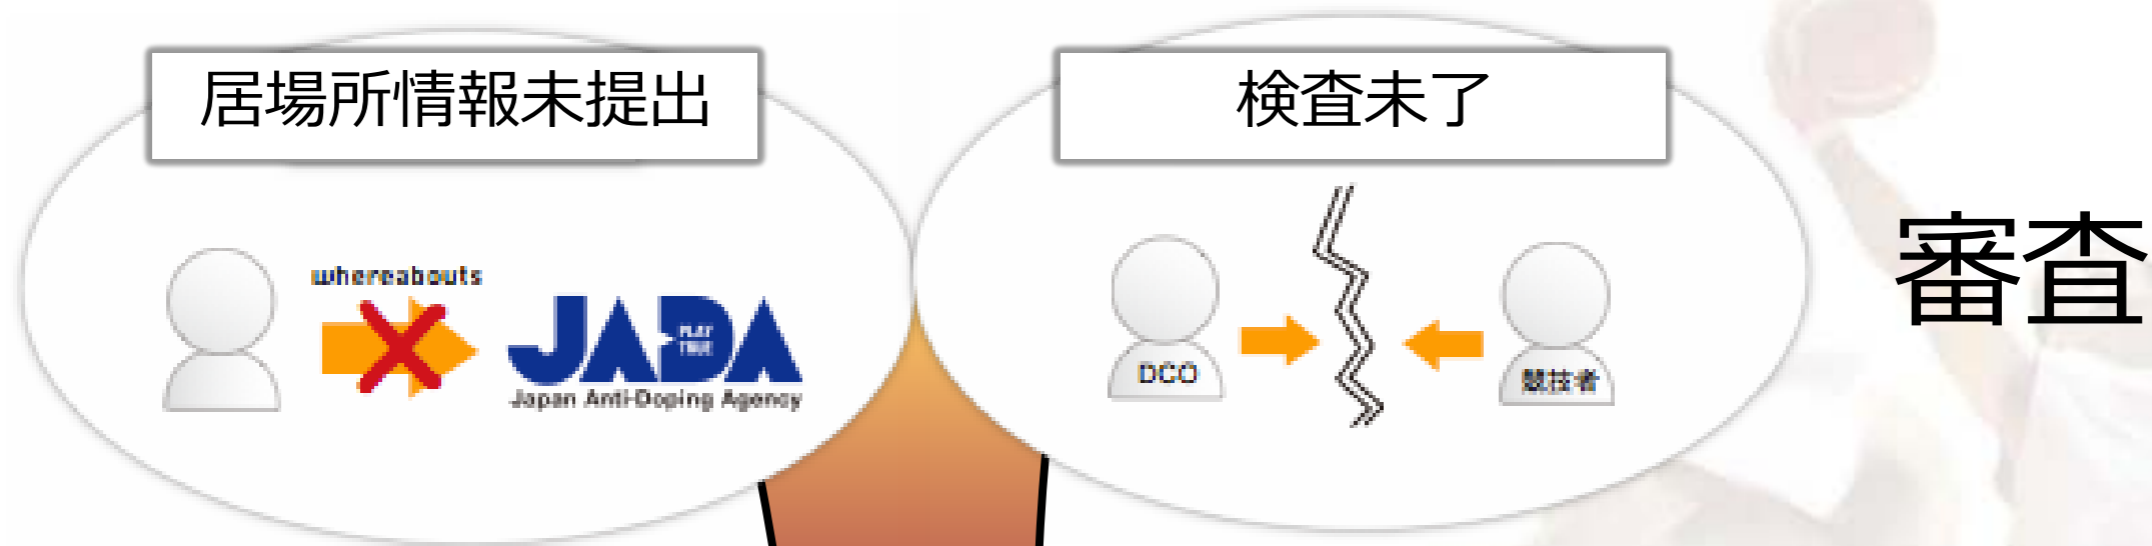 居場所情報未提出
whereabouts
JADA
PLAY
TRUE
Japan Anti-Doping Agency
検査未了
DCO
競技者
審査